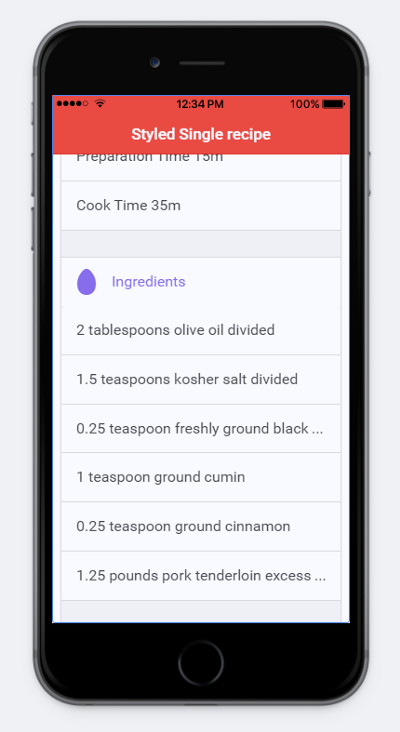 12:34 PM
100%
Styled Single recipe
Preparation Time 15m
Cook Time 35m
Ingredients
2 tablespoons olive oil divided
1.5 teaspoons kosher salt divided
0.25 teaspoon freshly ground black ...
1 teaspoon ground cumin
0.25 teaspoon ground cinnamon
1.25 pounds pork tenderloin excess ...